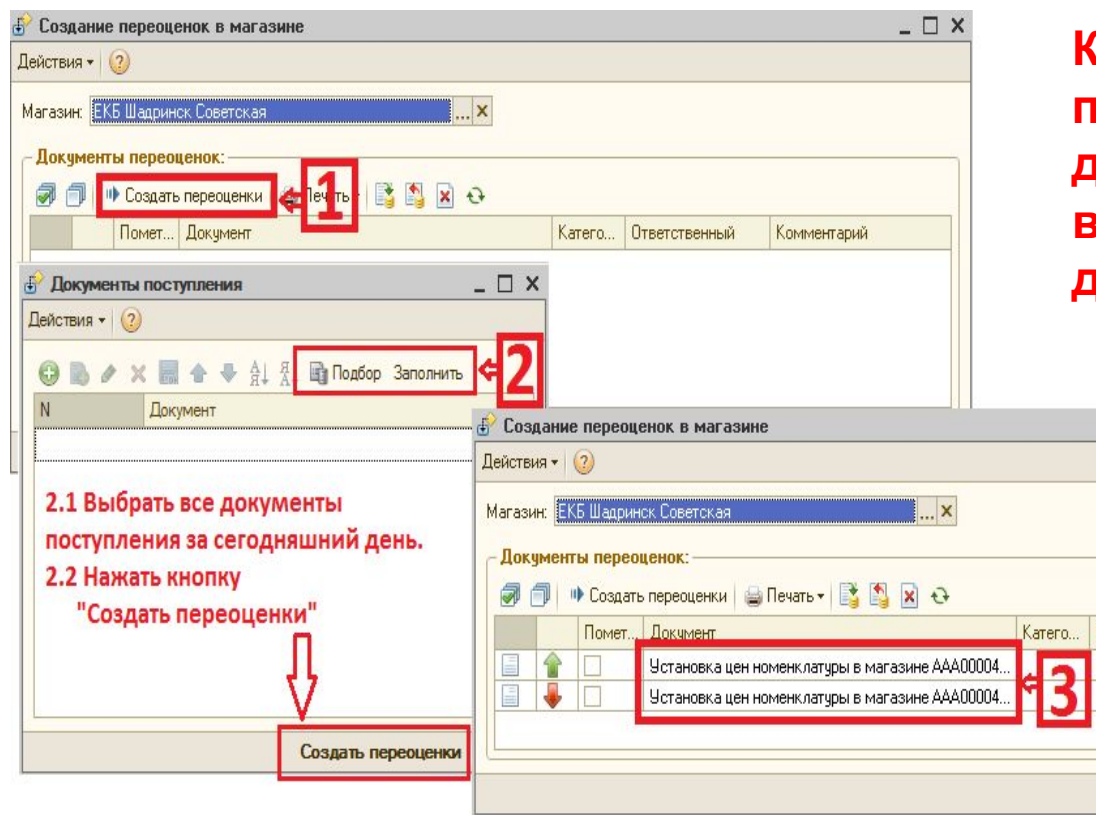 Создание переоценок в магазине
Действия
Магазин: ЕКБ Шадринск Советская ...
Документы переоценок:
Создать переоценки
1
Помет... Документ Катего... Ответственный Комментарий
Документы поступления
Действия
Подбор Заполнить
2
N Документ
2.1 Выбрать все документы
поступления за сегодняшний день.
2.2 Нажать кнопку
"Создать переоценки"
Создать переоценки
Создание переоценок в магазине
Действия
Магазин: ЕКБ Шадринск Советская ...
Документы переоценок:
Создать переоценки Печать
Помет... Документ Катего...
Установка цен номенклатуры в магазине ААА00004...
Установка цен номенклатуры в магазине ААА00004...
3
К
п
д
в
д